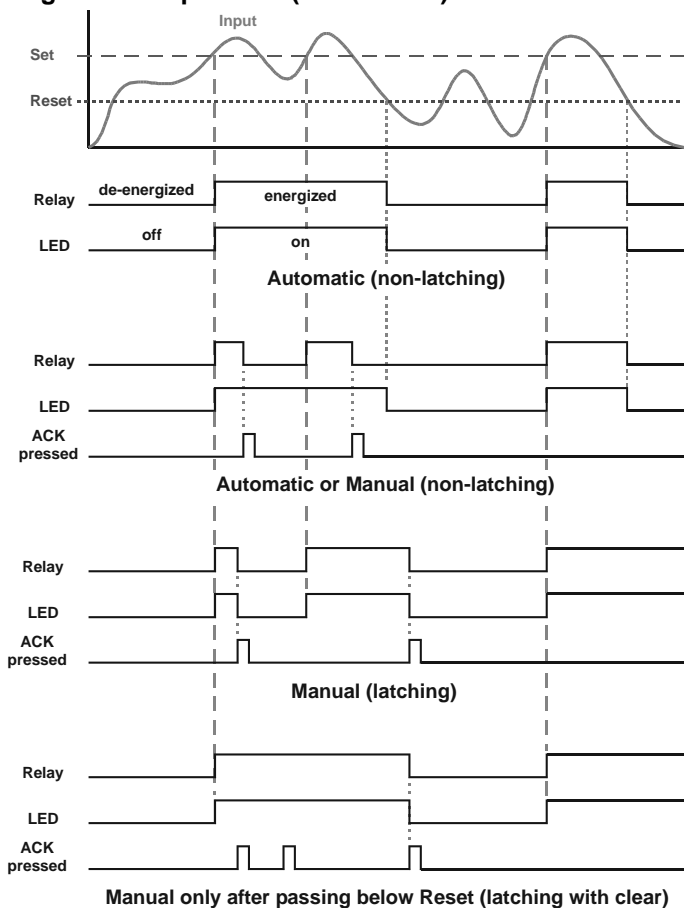 Input
Set
Reset
Relay de-energized energized
LED off on
Automatic (non-latching)
Relay
LED
ACK
pressed
Automatic or Manual (non-latching)
Relay
LED
ACK
pressed
Manual (latching)
Relay
LED
ACK
pressed
Manual only after passing below Reset (latching with clear)